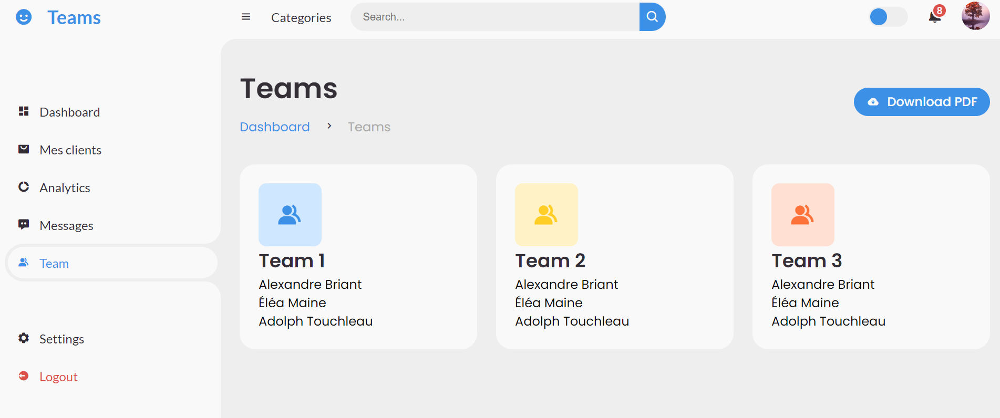 Teams
Categories
Search...
8
Dashboard
Mes clients
Analytics
Messages
Team
Settings
Logout
Teams
Dashboard > Teams
Download PDF
Team 1
Alexandre Briant
Éléa Maine
Adolph Touchleau
Team 2
Alexandre Briant
Éléa Maine
Adolph Touchleau
Team 3
Alexandre Briant
Éléa Maine
Adolph Touchleau